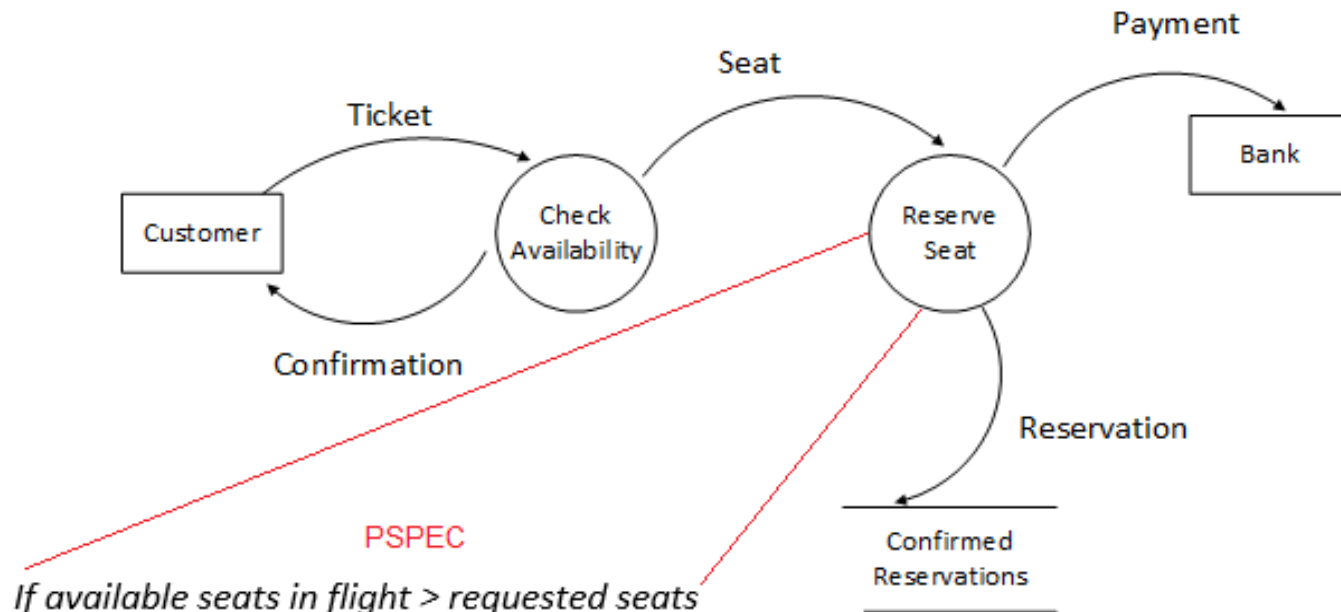 Payment
Seat
Ticket
Bank
Customer
Check
Availability
Reserve
Seat
Confirmation
Reservation
PSPEC
Confirmed
Reservations
If available seats in flight > requested seats